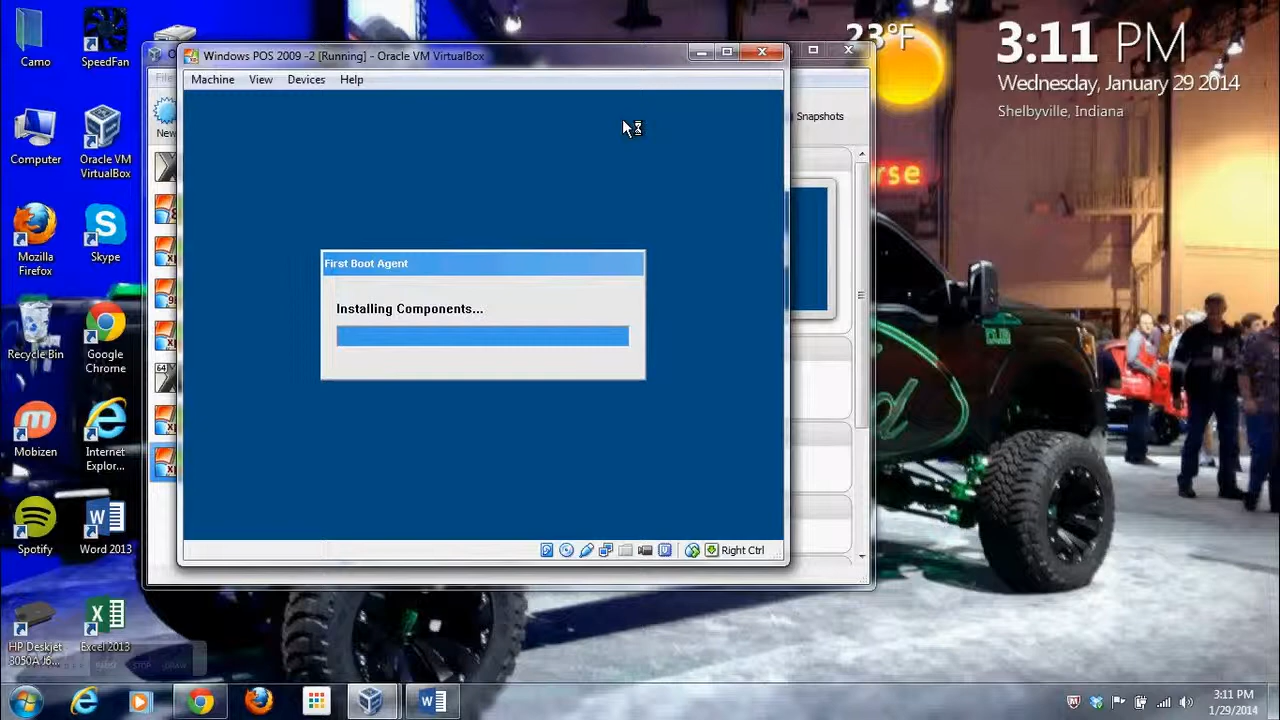 Camo
SpeedFan
Computer
Oracle VM
VirtualBox
Mozilla
Firefox
Skype
Recycle Bin
Google
Chrome
Mobizen
Internet
Explor...
Spotify
Word 2013
HP Deskjet
3050A J6...
Excel 2013
Windows POS 2009 -2 [Running] - Oracle VM VirtualBox
Machine View Devices Help
New
Snapshots
First Boot Agent
Installing Components...
Right Ctrl
23°F
3:11 PM
Wednesday, January 29 2014
Shelbyville, Indiana
rse
STOP
3:11 PM
1/29/2014